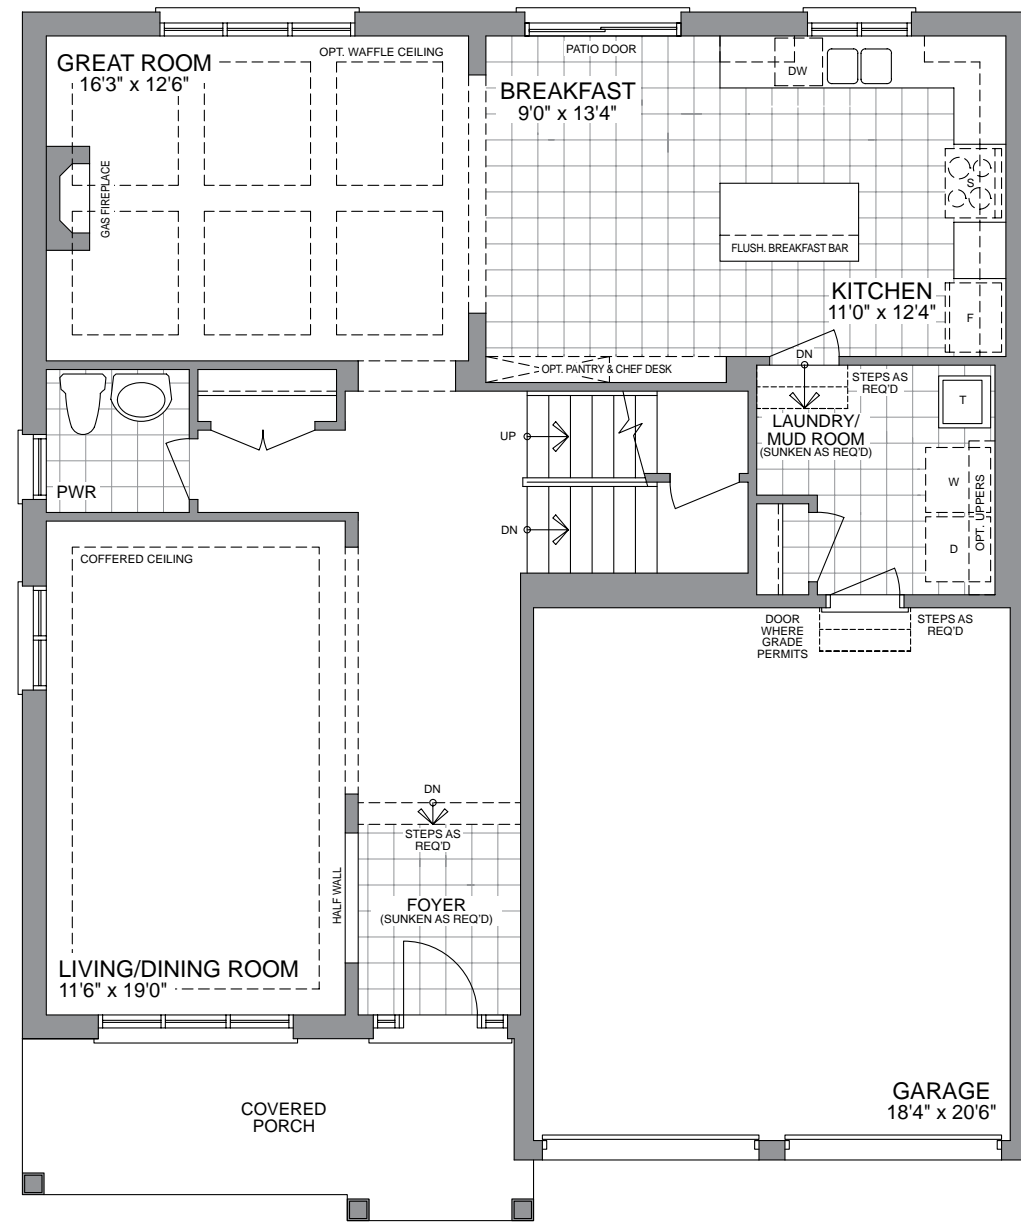 GREAT ROOM
16'3" x 12'6"
OPT. WAFFLE CEILING
GAS FIREPLACE
PATIO DOOR
BREAKFAST
9'0" x 13'4"
DW
S
FLUSH. BREAKFAST BAR
KITCHEN
11'0" x 12'4"
F
OPT. PANTRY & CHEF DESK
DN
STEPS AS
REQ'D
T
LAUNDRY/
MUD ROOM
(SUNKEN AS REQ'D)
W
D
OPT. UPPERS
UP
DN
PWR
COFFERED CEILING
DOOR
WHERE
GRADE
PERMITS
STEPS AS
REQ'D
DN
STEPS AS
REQ'D
HALF WALL
FOYER
(SUNKEN AS REQ'D)
LIVING/DINING ROOM
11'6" x 19'0"
GARAGE
18'4" x 20'6"
COVERED
PORCH